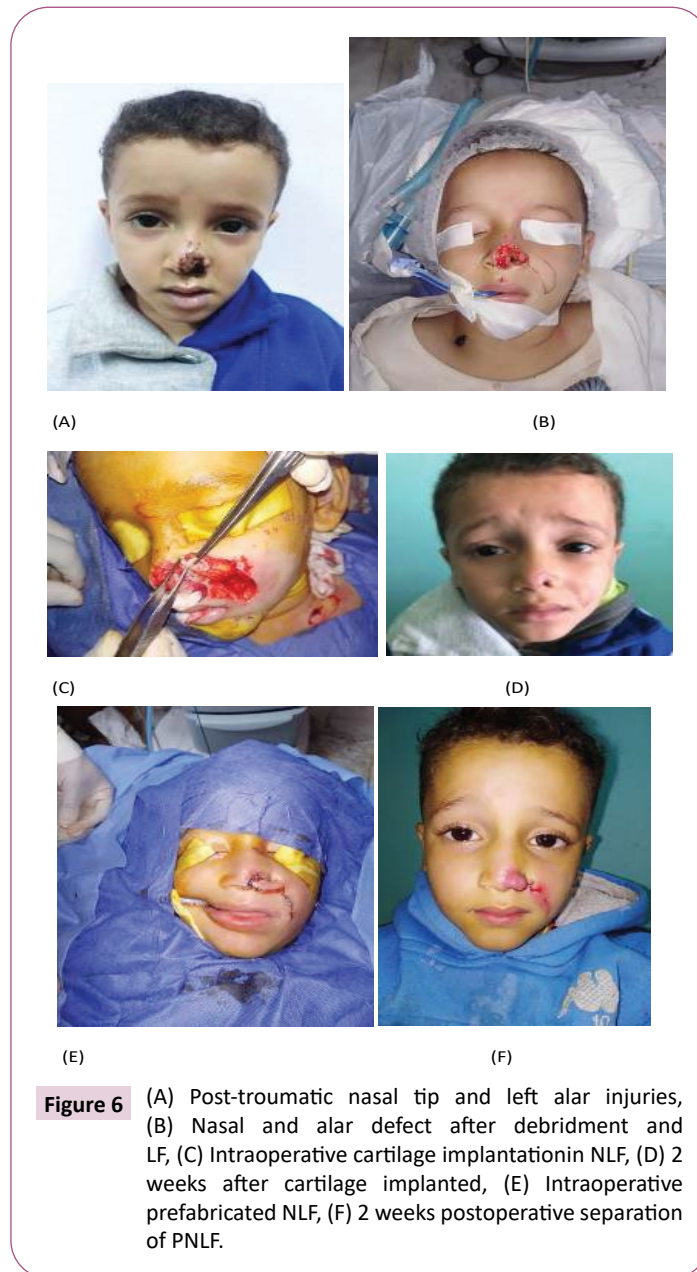 (A)
(B)
(C)
(D)
(E)
(F)
Figure 6
(A) Post-troumatic nasal tip and left alar injuries,
(B) Nasal and alar defect after debridment and
LF, (C) Intraoperative cartilage implantationin NLF, (D) 2
weeks after cartilage implanted, (E) Intraoperative
prefabricated NLF, (F) 2 weeks postoperative separation
of PNLF.